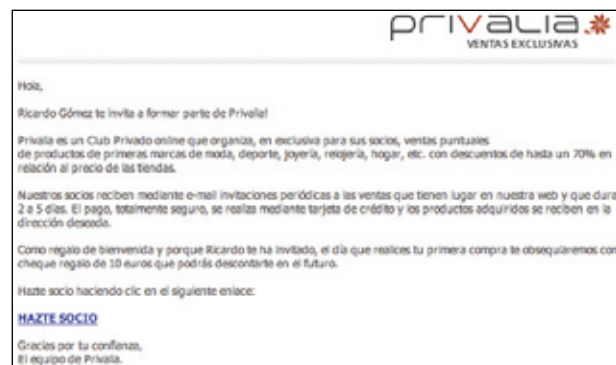 PRIVALIA
VENTAS EXCLUSIVAS
Hola,
Ricardo Gómez te invita a formar parte de Privalia!
Privalia es un Club Privado online que organiza, en exclusiva para sus socios, ventas puntuales
de productos de primeras marcas de moda, deporte, joyería, relojería, hogar, etc. con descuentos de hasta un 70% en
relación al precio de las tiendas.
Nuestros socios reciben mediante e-mail invitaciones periódicas a las ventas que tienen lugar en nuestra web y que dura
2 a 5 días. El pago, totalmente seguro, se realiza mediante tarjeta de crédito y los productos adquiridos se reciben en la
dirección deseada.
Como regalo de bienvenida y porque Ricardo te ha invitado, el día que realices tu primera compra te obsequiaremos con
cheque regalo de 10 euros que podrás descontarte en el futuro.
Hazte socio haciendo clic en el siguiente enlace:
HAZTE SOCIO
Gracias por tu confianza,
El equipo de Privalia.